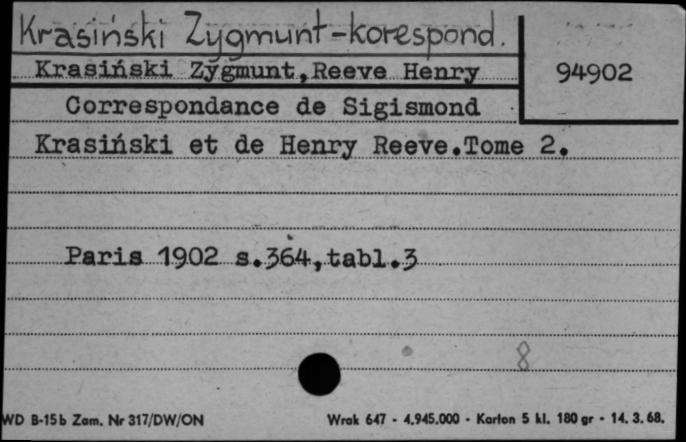 Krasiński Zygmunt-korespond.
Krasiński Zygmunt,Reeve Henry
94902
Correspondance de Sigismond
Krasiński et de Henry Reeve.Tome 2.
Paris 1902 s.364,tabl.3
8
WD B-15b Zam. Nr 317/DW/ON
Wrak 647 - 4.945.000 - Karton 5 kl. 180 gr - 14. 3. 68.